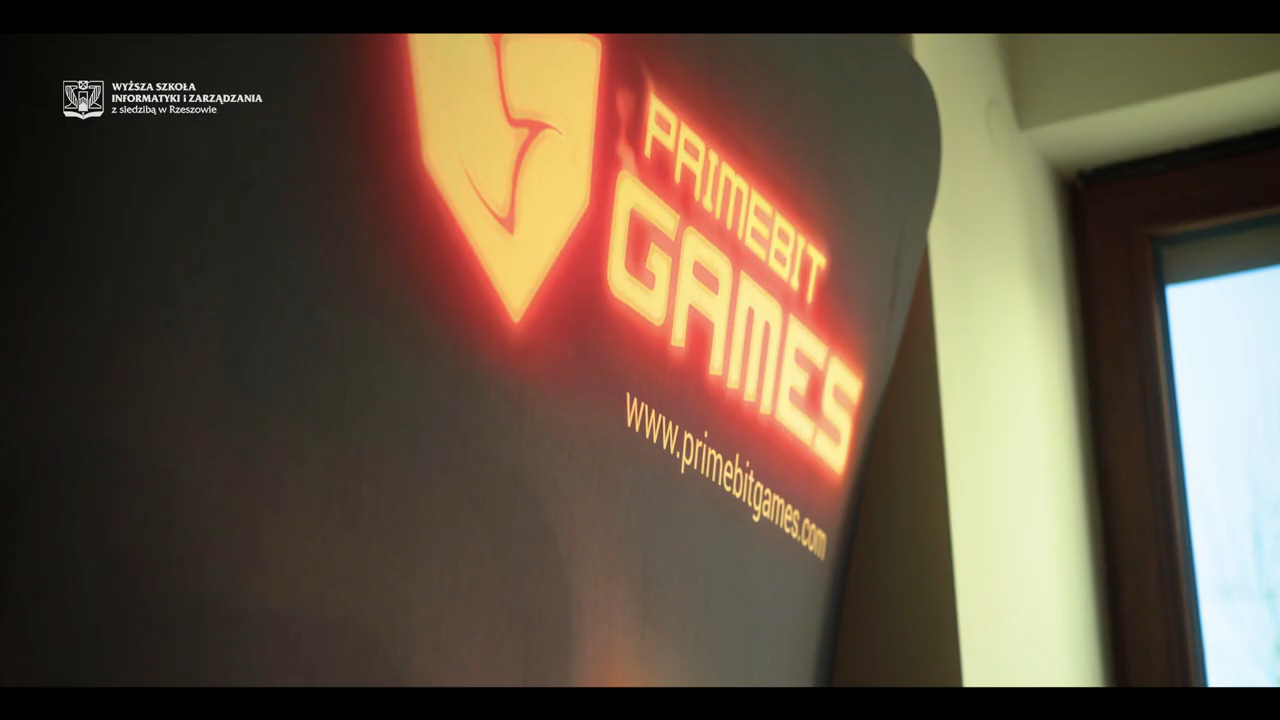 WYŻSZA SZKOŁA
INFORMATYKI i ZARZĄDZANIA
z siedzibą w Rzeszowie
PRIMEBIT
GAMES
www.primebitgames.com